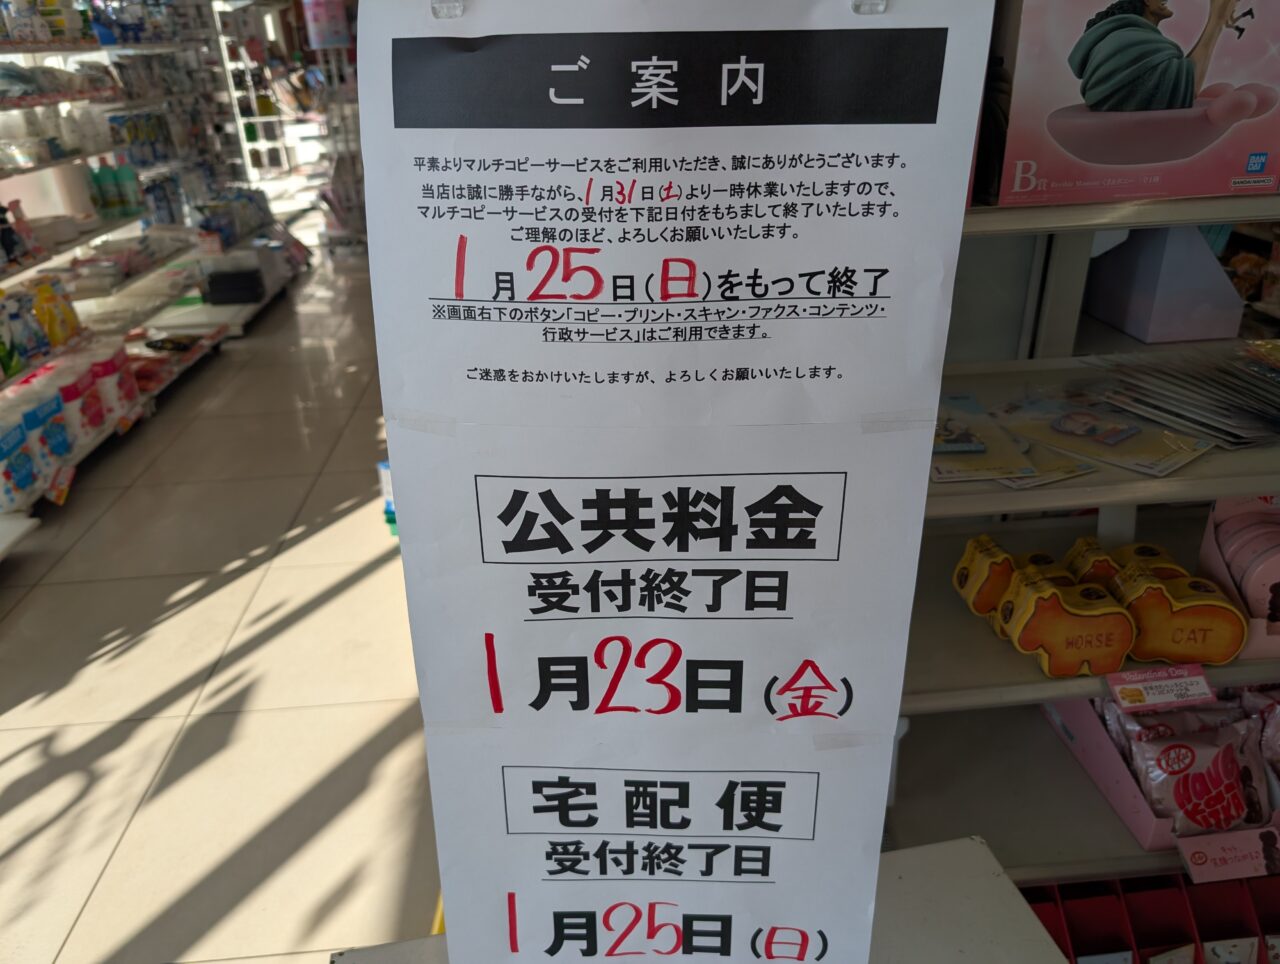 ご案内
平素よりマルチコピーサービスをご利用いただき、誠にありがとうございます。
当店は誠に勝手ながら、1月31日(土)より一時休業いたしますので、
マルチコピーサービスの受付を下記日付をもちまして終了いたします。
ご理解のほど、よろしくお願いいたします。
1月25日(日)をもって終了
※画面右下のボタン「コピー・プリント・スキャン・ファクス・コンテンツ・
行政サービス」はご利用できます。
ご迷惑をおかけいたしますが、よろしくお願いいたします。
公共料金
受付終了日
1月23日(金)
宅配便
受付終了日
1月25日(日)
B賞
BAN
DAI
BANDAI NAMCO
HORSE
CAT
Valentine's Day
KitKat